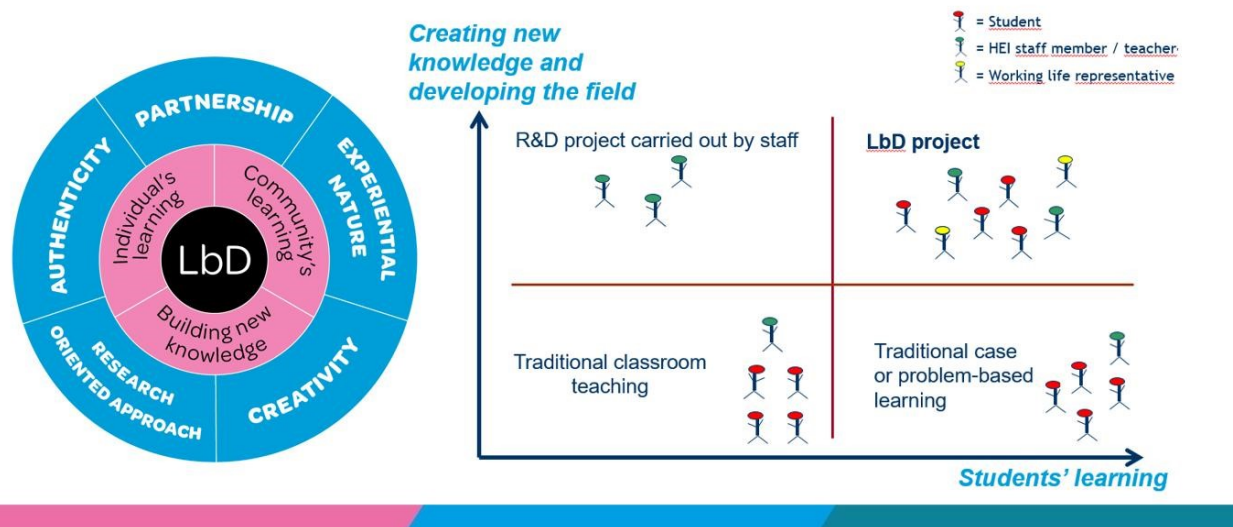 PARTNERSHIP
EXPERIENTIAL
NATURE
CREATIVITY
RESEARCH
ORIENTED APPROACH
AUTHENTICITY
Individual's
learning
Community's
learning
Building new
knowledge
LbD
Creating new
knowledge and
developing the field
= Student
= HEI staff member / teacher
= Working life representative
R&D project carried out by staff
LbD project
Traditional classroom
teaching
Traditional case
or problem-based
learning
Students' learning